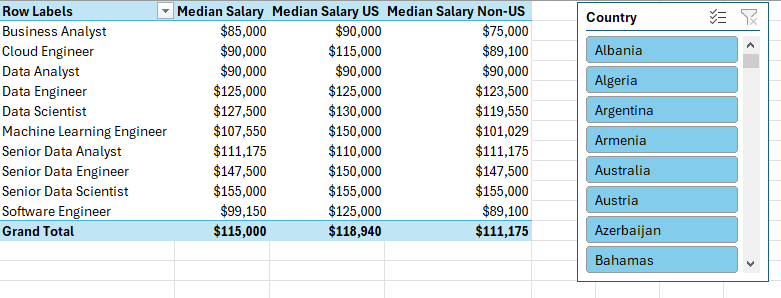 Row Labels Median Salary Median Salary US Median Salary Non-US
Business Analyst $85,000 $90,000 $75,000
Cloud Engineer $90,000 $115,000 $89,100
Data Analyst $90,000 $90,000 $90,000
Data Engineer $125,000 $125,000 $123,500
Data Scientist $127,500 $130,000 $119,550
Machine Learning Engineer $107,550 $150,000 $101,029
Senior Data Analyst $111,175 $110,000 $111,175
Senior Data Engineer $147,500 $150,000 $147,500
Senior Data Scientist $155,000 $155,000 $155,000
Software Engineer $99,150 $125,000 $89,100
Grand Total $115,000 $118,940 $111,175
Country
Albania
Algeria
Argentina
Armenia
Australia
Austria
Azerbaijan
Bahamas